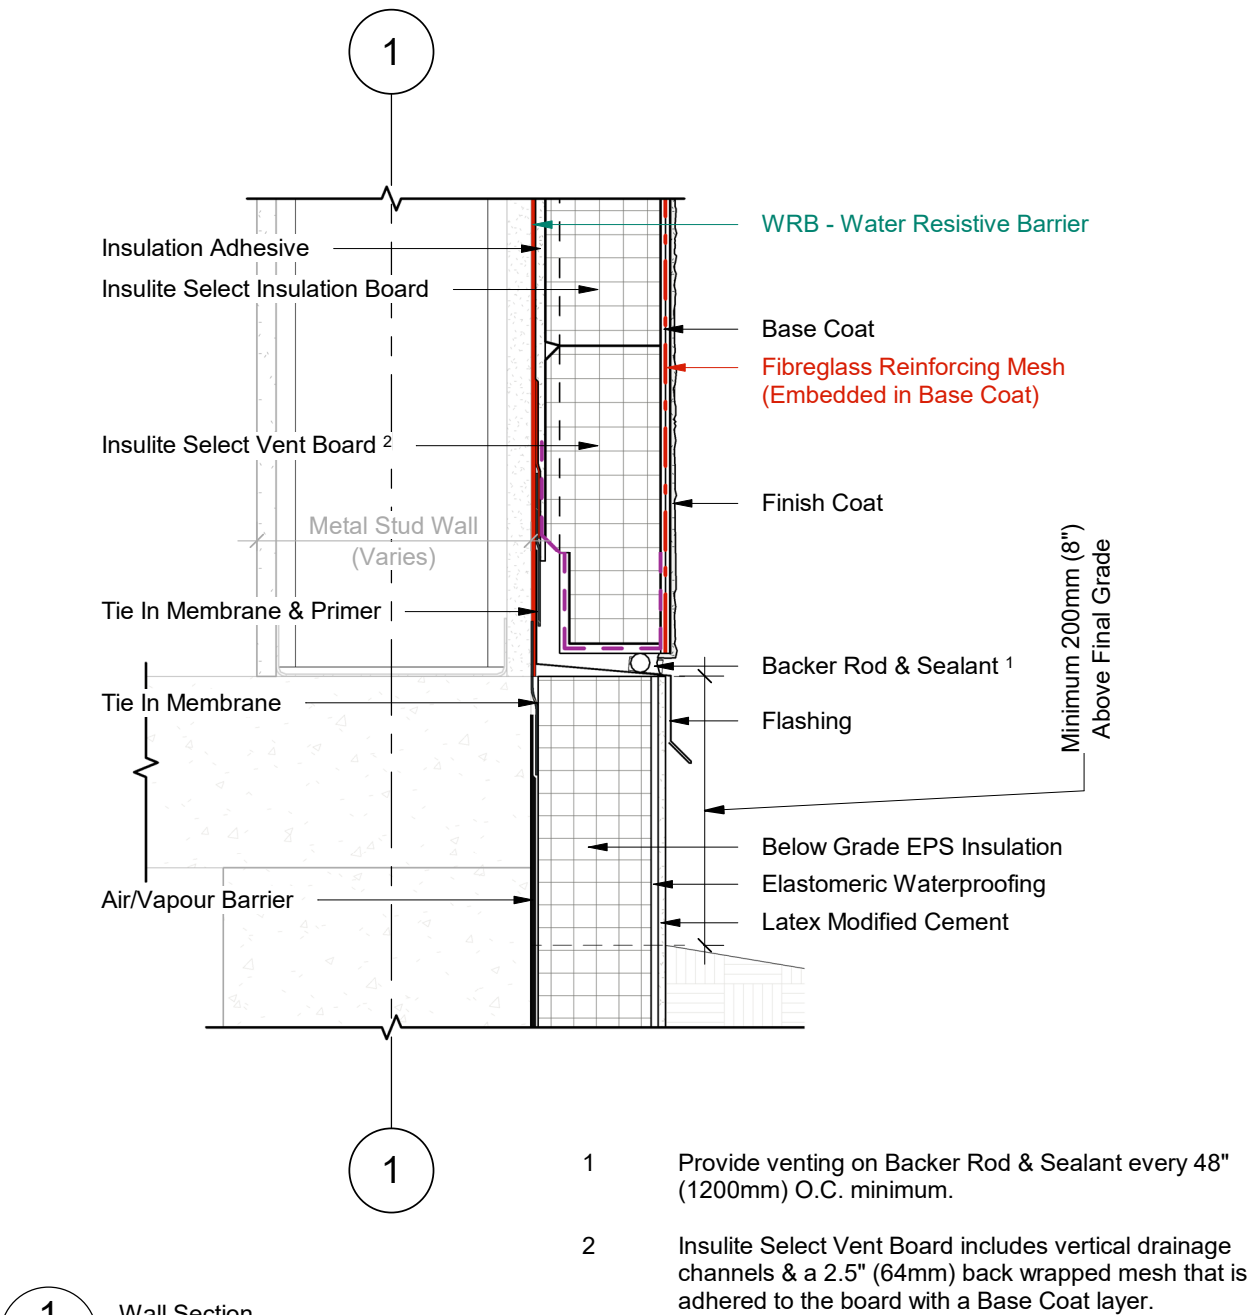 1
Insulation Adhesive
Insulite Select Insulation Board
Insulite Select Vent Board 2
Metal Stud Wall
(Varies)
Tie In Membrane & Primer
Tie In Membrane
Air/Vapour Barrier
WRB - Water Resistive Barrier
Base Coat
Fibreglass Reinforcing Mesh
(Embedded in Base Coat)
Finish Coat
Minimum 200mm (8")
Above Final Grade
Backer Rod & Sealant 1
Flashing
Below Grade EPS Insulation
Elastomeric Waterproofing
Latex Modified Cement
1
1 Provide venting on Backer Rod & Sealant every 48"
(1200mm) O.C. minimum.
2 Insulite Select Vent Board includes vertical drainage
channels & a 2.5" (64mm) back wrapped mesh that is
adhered to the board with a Base Coat layer.
1 Wall Section